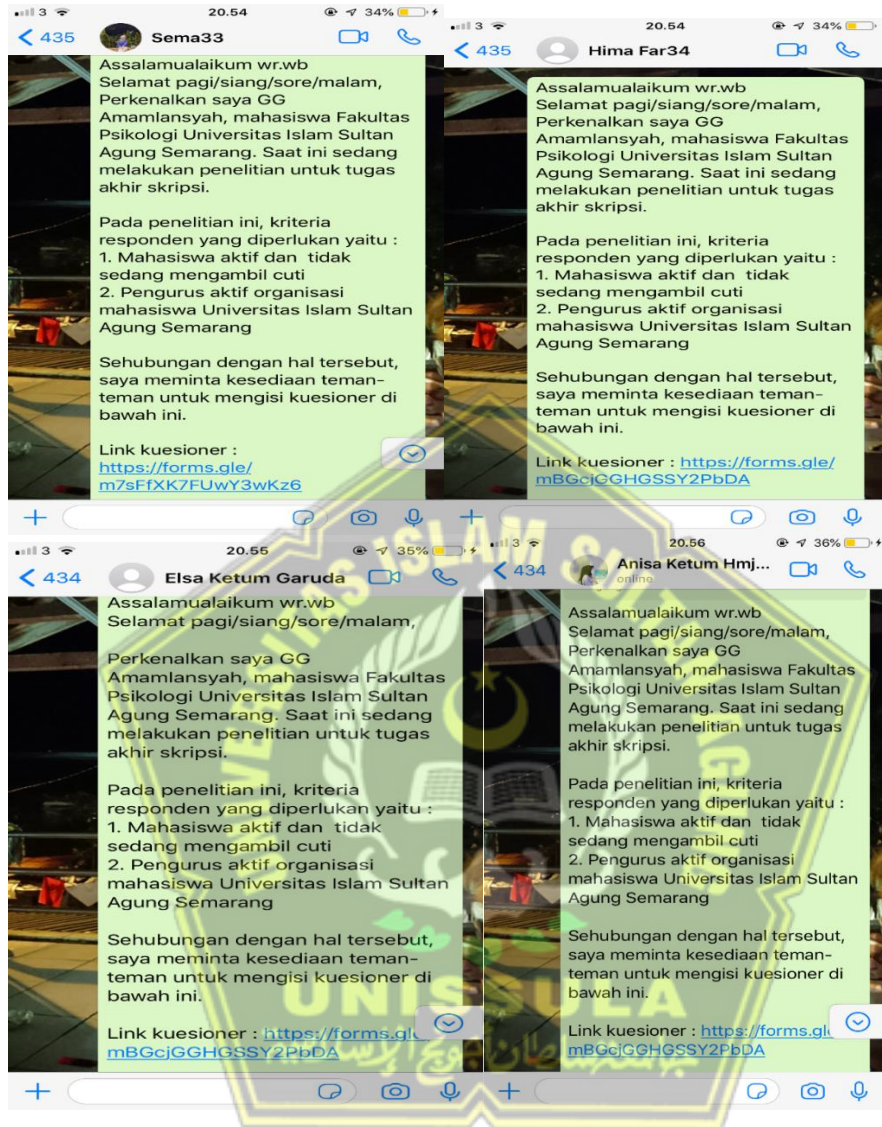 3 20.54 34%
435 Sema33
Assalamualaikum wr.wb
Selamat pagi/siang/sore/malam,
Perkenalkan saya GG
Amamlansyah, mahasiswa Fakultas
Psikologi Universitas Islam Sultan
Agung Semarang. Saat ini sedang
melakukan penelitian untuk tugas
akhir skripsi.
Pada penelitian ini, kriteria
responden yang diperlukan yaitu :
1. Mahasiswa aktif dan  tidak
sedang mengambil cuti
2. Pengurus aktif organisasi
mahasiswa Universitas Islam Sultan
Agung Semarang
Sehubungan dengan hal tersebut,
saya meminta kesediaan teman-
teman untuk mengisi kuesioner di
bawah ini.
Link kuesioner :
https://forms.gle/
m7sFfXK7FUwY3wKz6
3 20.54 34%
435 Hima Far34
Assalamualaikum wr.wb
Selamat pagi/siang/sore/malam,
Perkenalkan saya GG
Amamlansyah, mahasiswa Fakultas
Psikologi Universitas Islam Sultan
Agung Semarang. Saat ini sedang
melakukan penelitian untuk tugas
akhir skripsi.
Pada penelitian ini, kriteria
responden yang diperlukan yaitu :
1. Mahasiswa aktif dan  tidak
sedang mengambil cuti
2. Pengurus aktif organisasi
mahasiswa Universitas Islam Sultan
Agung Semarang
Sehubungan dengan hal tersebut,
saya meminta kesediaan teman-
teman untuk mengisi kuesioner di
bawah ini.
Link kuesioner : https://forms.gle/
mBGcjGGHGSSY2PbDA
3 20.55 35%
434 Elsa Ketum Garuda
Assalamualaikum wr.wb
Selamat pagi/siang/sore/malam,
Perkenalkan saya GG
Amamlansyah, mahasiswa Fakultas
Psikologi Universitas Islam Sultan
Agung Semarang. Saat ini sedang
melakukan penelitian untuk tugas
akhir skripsi.
Pada penelitian ini, kriteria
responden yang diperlukan yaitu :
1. Mahasiswa aktif dan  tidak
sedang mengambil cuti
2. Pengurus aktif organisasi
mahasiswa Universitas Islam Sultan
Agung Semarang
Sehubungan dengan hal tersebut,
saya meminta kesediaan teman-
teman untuk mengisi kuesioner di
bawah ini.
Link kuesioner : https://forms.gl
mBGcjGGHGSSY2PbDA
3 20.56 36%
434 Anisa Ketum Hmj...
online
Assalamualaikum wr.wb
Selamat pagi/siang/sore/malam,
Perkenalkan saya GG
Amamlansyah, mahasiswa Fakultas
Psikologi Universitas Islam Sultan
Agung Semarang. Saat ini sedang
melakukan penelitian untuk tugas
akhir skripsi.
Pada penelitian ini, kriteria
responden yang diperlukan yaitu :
1. Mahasiswa aktif dan  tidak
sedang mengambil cuti
2. Pengurus aktif organisasi
mahasiswa Universitas Islam Sultan
Agung Semarang
Sehubungan dengan hal tersebut,
saya meminta kesediaan teman-
teman untuk mengisi kuesioner di
bawah ini.
Link kuesioner : https://forms.gl
mBGcjGGHGSSY2PbDA
UNIVERSITAS ISLAM SULTAN AGUNG
UNISSULA